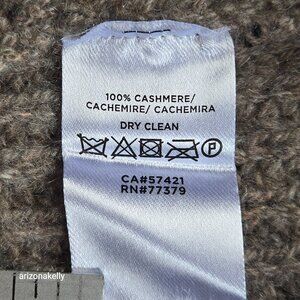 100% CASHMERE/
CACHEMIRE/ CACHEMIRA
DRY CLEAN
P
CA#57421
RN#77379
arizonakelly